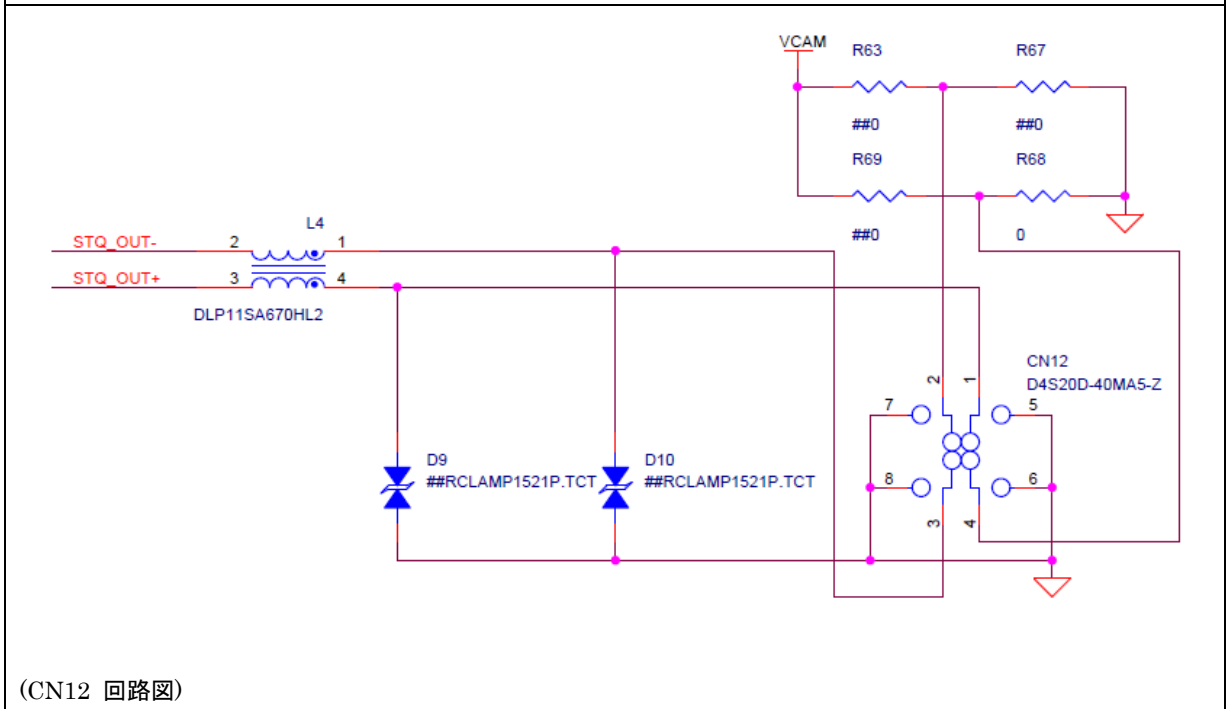 VCAM
R63
R67
##0
##0
R69
R68
##0
0
L4
STQ_OUT-
2
1
STQ_OUT+
3
4
DLP11SA670HL2
CN12
D4S20D-40MA5-Z
2
1
7
5
D9
##RCLAMP1521P.TCT
D10
##RCLAMP1521P.TCT
8
6
3
4
(CN12 回路図)